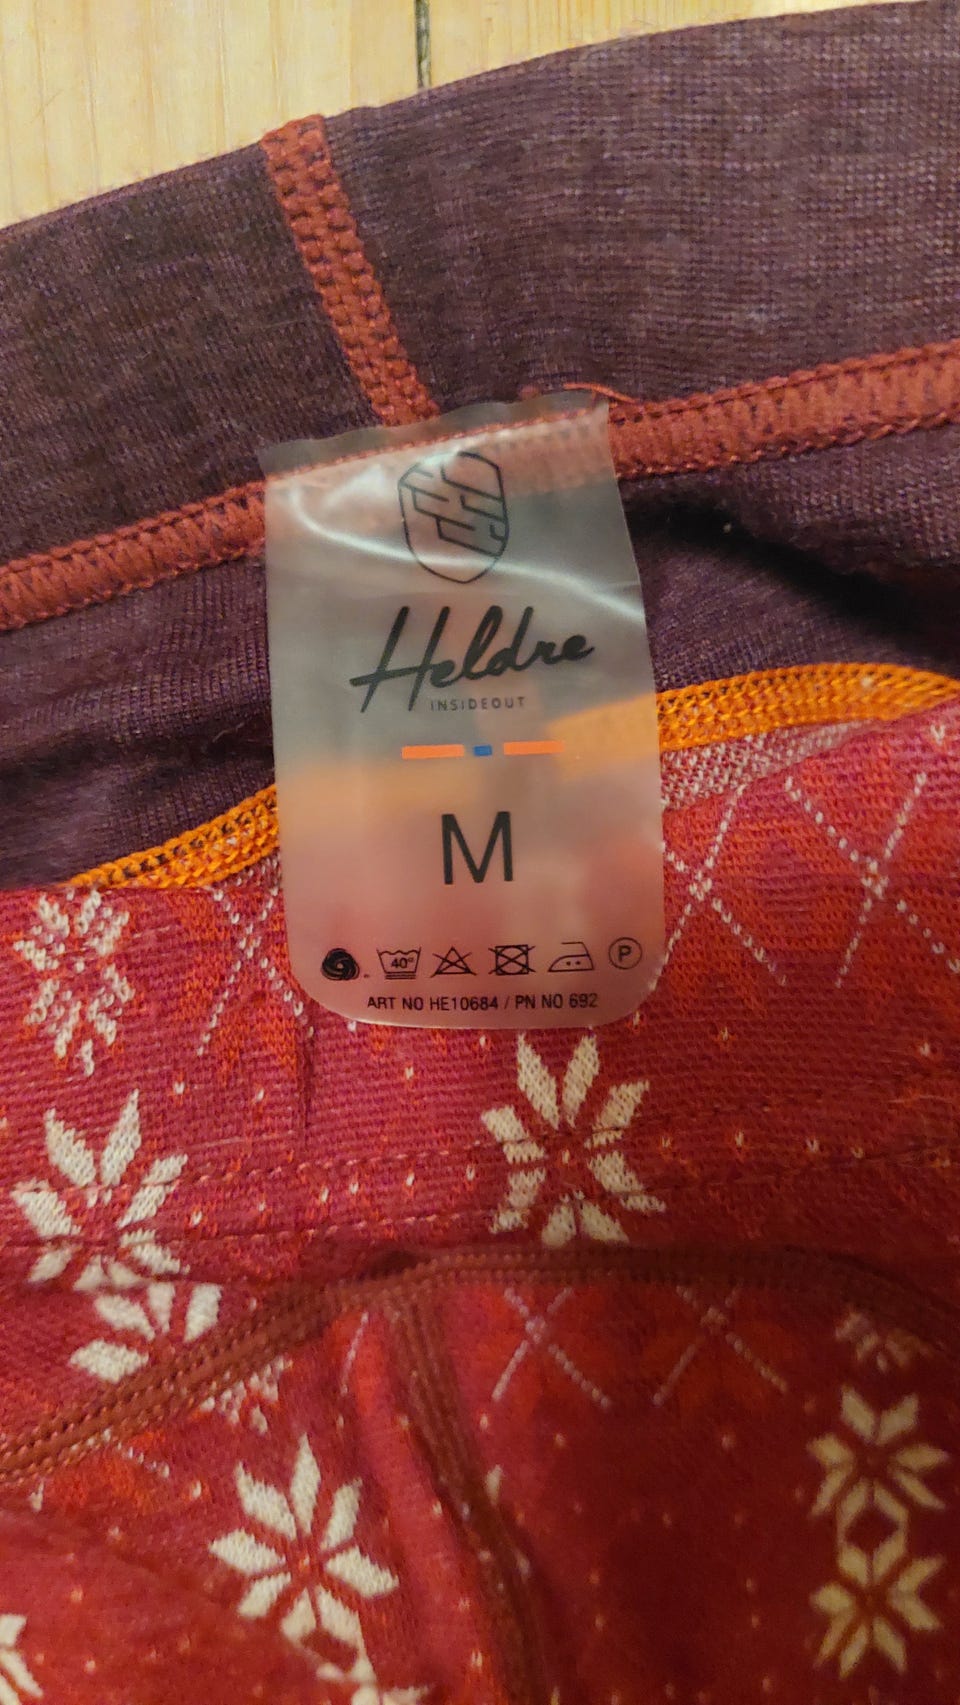 Heldre
INSIDEOUT
M
40° P
ART NO HE10684 / PN NO 692